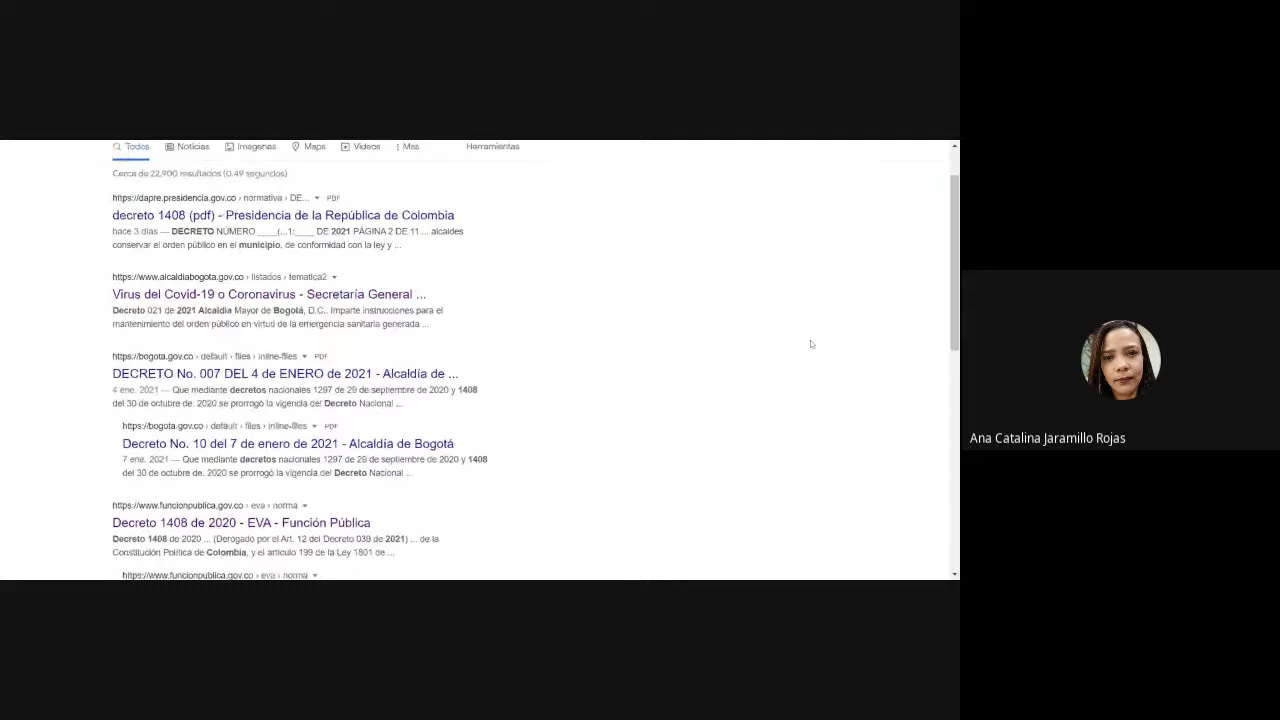 Todos Noticias Imagenes Maps Videos Más Herramientas
Cerca de 22,900 resultados (0.49 segundos)
https://dapre.presidencia.gov.co › normativa › DE... PDF
decreto 1408 (pdf) - Presidencia de la República de Colombia
hace 3 días — DECRETO NÚMERO ____(...1:____ DE 2021 PÁGINA 2 DE 11 ... alcaldes
conservar el orden público en el municipio, de conformidad con la ley y ...
https://www.alcaldiabogota.gov.co › listados › tematica2
Virus del Covid-19 o Coronavirus - Secretaría General ...
Decreto 021 de 2021 Alcaldía Mayor de Bogotá, D.C.. Imparte instrucciones para el
mantenimiento del orden público en virtud de la emergencia sanitaria generada ...
https://bogota.gov.co › default › files › inline-files PDF
DECRETO No. 007 DEL 4 de ENERO de 2021 - Alcaldía de ...
4 ene. 2021 — Que mediante decretos nacionales 1297 de 29 de septiembre de 2020 y 1408
del 30 de octubre de. 2020 se prorrogó la vigencia del Decreto Nacional ...
https://bogota.gov.co › default › files › inline-files PDF
Decreto No. 10 del 7 de enero de 2021 - Alcaldía de Bogotá
7 ene. 2021 — Que mediante decretos nacionales 1297 de 29 de septiembre de 2020 y 1408
del 30 de octubre de. 2020 se prorrogó la vigencia del Decreto Nacional ...
https://www.funcionpublica.gov.co › eva › norma
Decreto 1408 de 2020 - EVA - Función Pública
Decreto 1408 de 2020 ... (Derogado por el Art. 12 del Decreto 039 de 2021) ... de la
Constitución Política de Colombia, y el artículo 199 de la Ley 1801 de ...
https://www.funcionpublica.gov.co › eva › norma
Ana Catalina Jaramillo Rojas